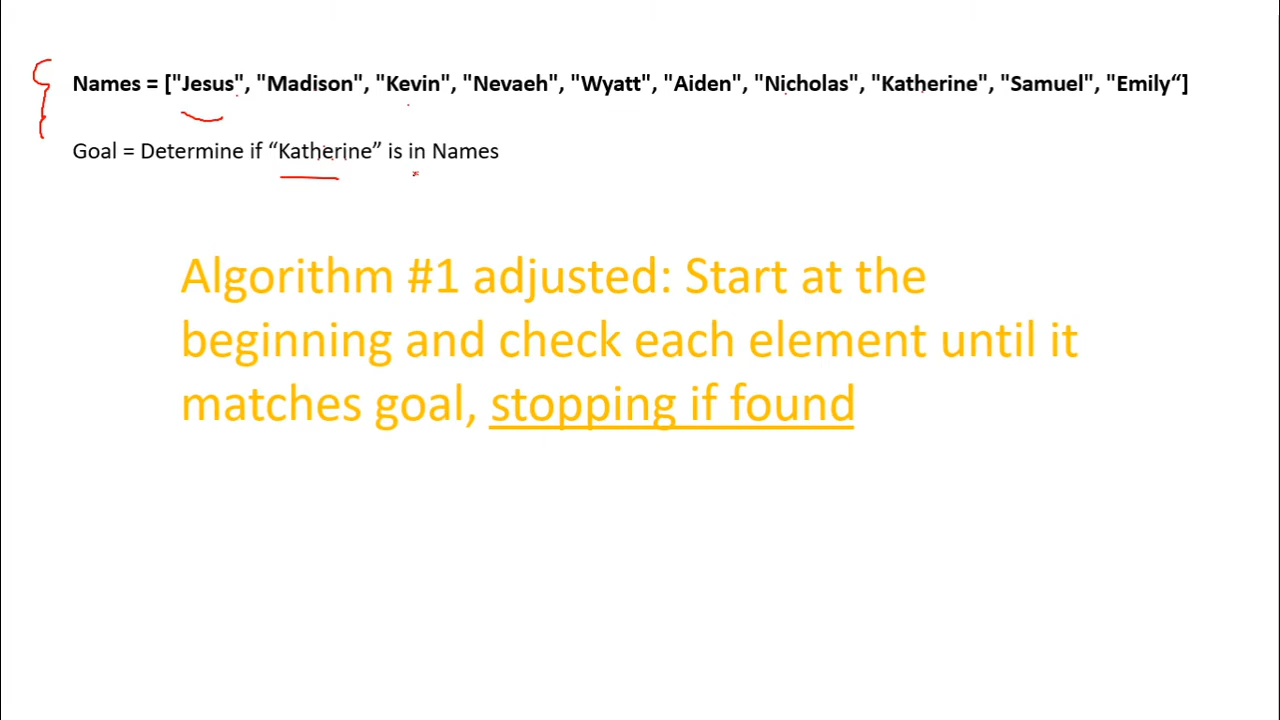 Names = ["Jesus", "Madison", "Kevin", "Nevaeh", "Wyatt", "Aiden", "Nicholas", "Katherine", "Samuel", "Emily“]
Goal = Determine if “Katherine” is in Names
Algorithm #1 adjusted: Start at the
beginning and check each element until it
matches goal, stopping if found